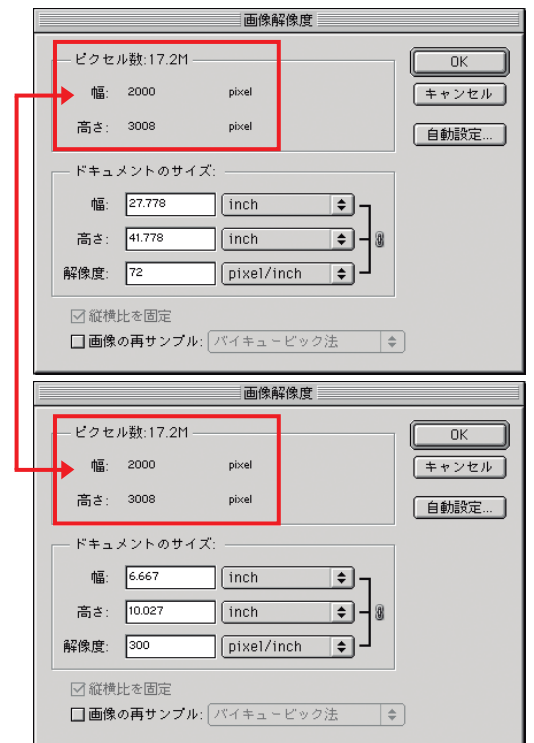 画像解像度
ピクセル数:17.2M
OK
幅: 2000 pixel
キャンセル
高さ: 3008 pixel
自動設定...
ドキュメントのサイズ:
幅: 27.778 inch
高さ: 41.778 inch
解像度: 72 pixel/inch
縦横比を固定
画像の再サンプル: バイキュービック法
画像解像度
ピクセル数:17.2M
OK
幅: 2000 pixel
キャンセル
高さ: 3008 pixel
自動設定...
ドキュメントのサイズ:
幅: 6.667 inch
高さ: 10.027 inch
解像度: 300 pixel/inch
縦横比を固定
画像の再サンプル: バイキュービック法